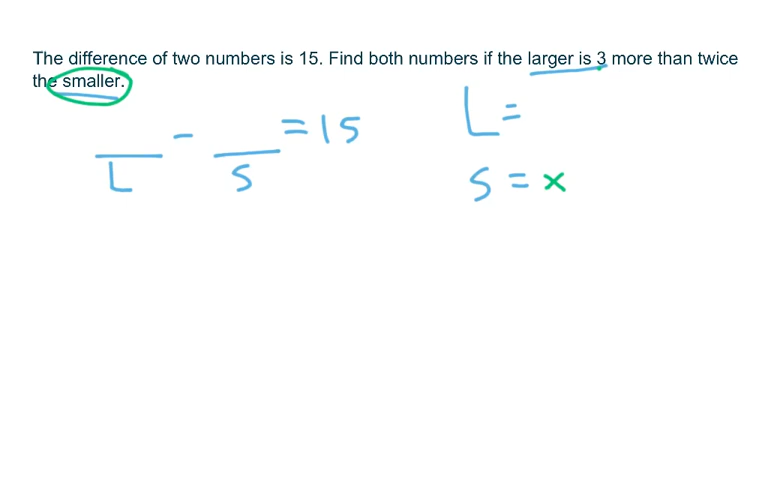 The difference of two numbers is 15. Find both numbers if the larger is 3 more than twice
the smaller.
L - S = 15
L =
S = x